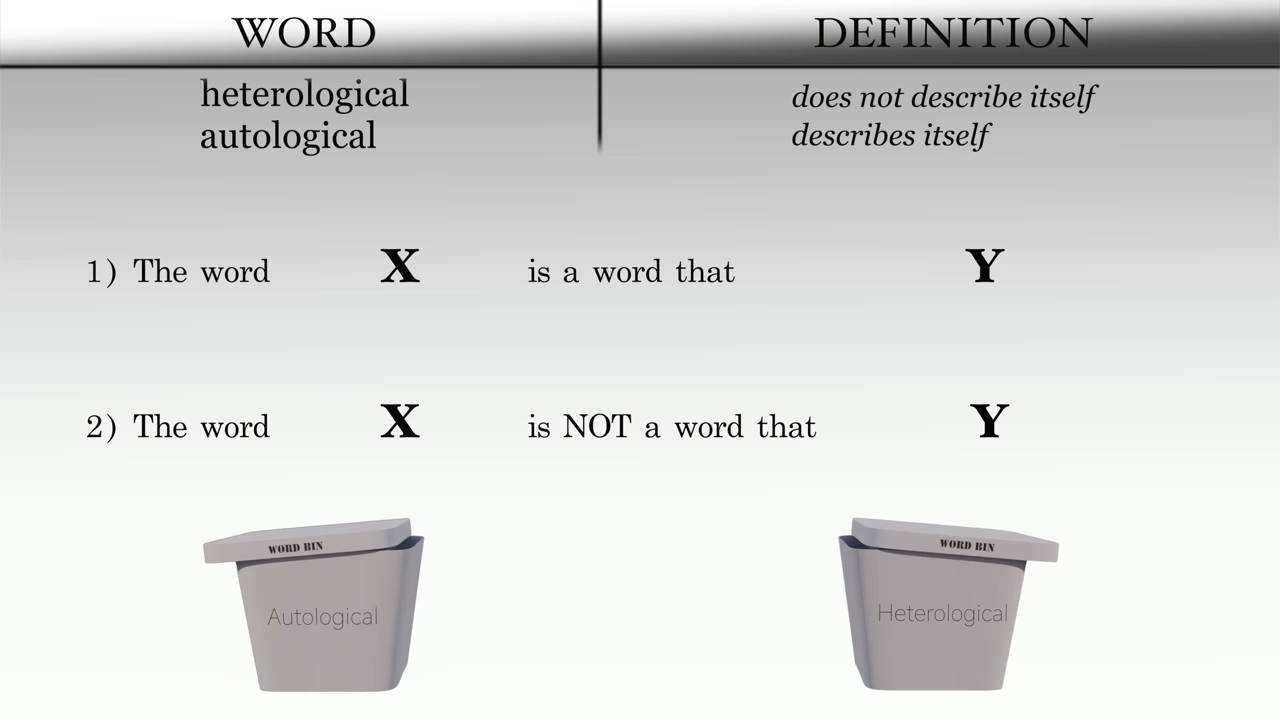 WORD DEFINITION
heterological does not describe itself
autological describes itself
1) The word X is a word that Y
2) The word X is NOT a word that Y
WORD BIN WORD BIN
Autological Heterological